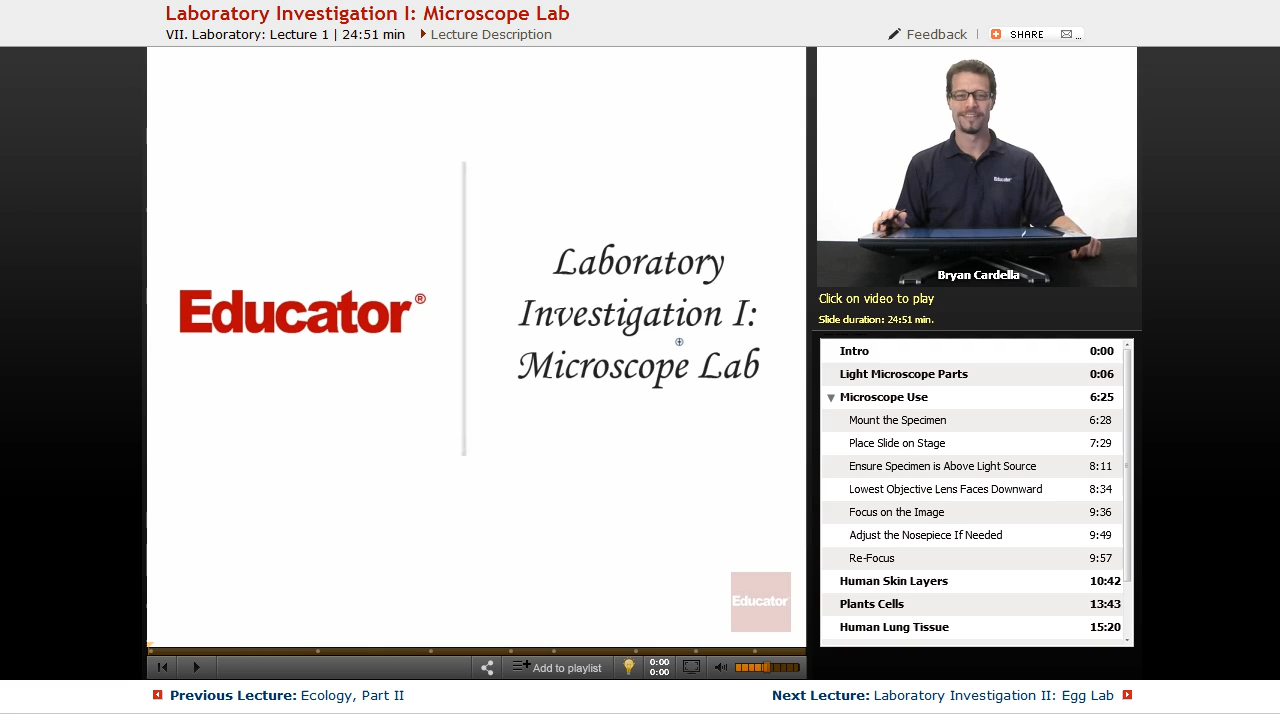 Laboratory Investigation I: Microscope Lab
VII. Laboratory: Lecture 1 | 24:51 min
Lecture Description
Feedback
SHARE
...
Educator®
Laboratory
Investigation I:
Microscope Lab
Educator
Educator
Bryan Cardella
Click on video to play
Slide duration: 24:51 min.
Intro 0:00
Light Microscope Parts 0:06
Microscope Use 6:25
Mount the Specimen 6:28
Place Slide on Stage 7:29
Ensure Specimen is Above Light Source 8:11
Lowest Objective Lens Faces Downward 8:34
Focus on the Image 9:36
Adjust the Nosepiece If Needed 9:49
Re-Focus 9:57
Human Skin Layers 10:42
Plants Cells 13:43
Human Lung Tissue 15:20
Add to playlist
0:00
0:00
Previous Lecture: Ecology, Part II
Next Lecture: Laboratory Investigation II: Egg Lab